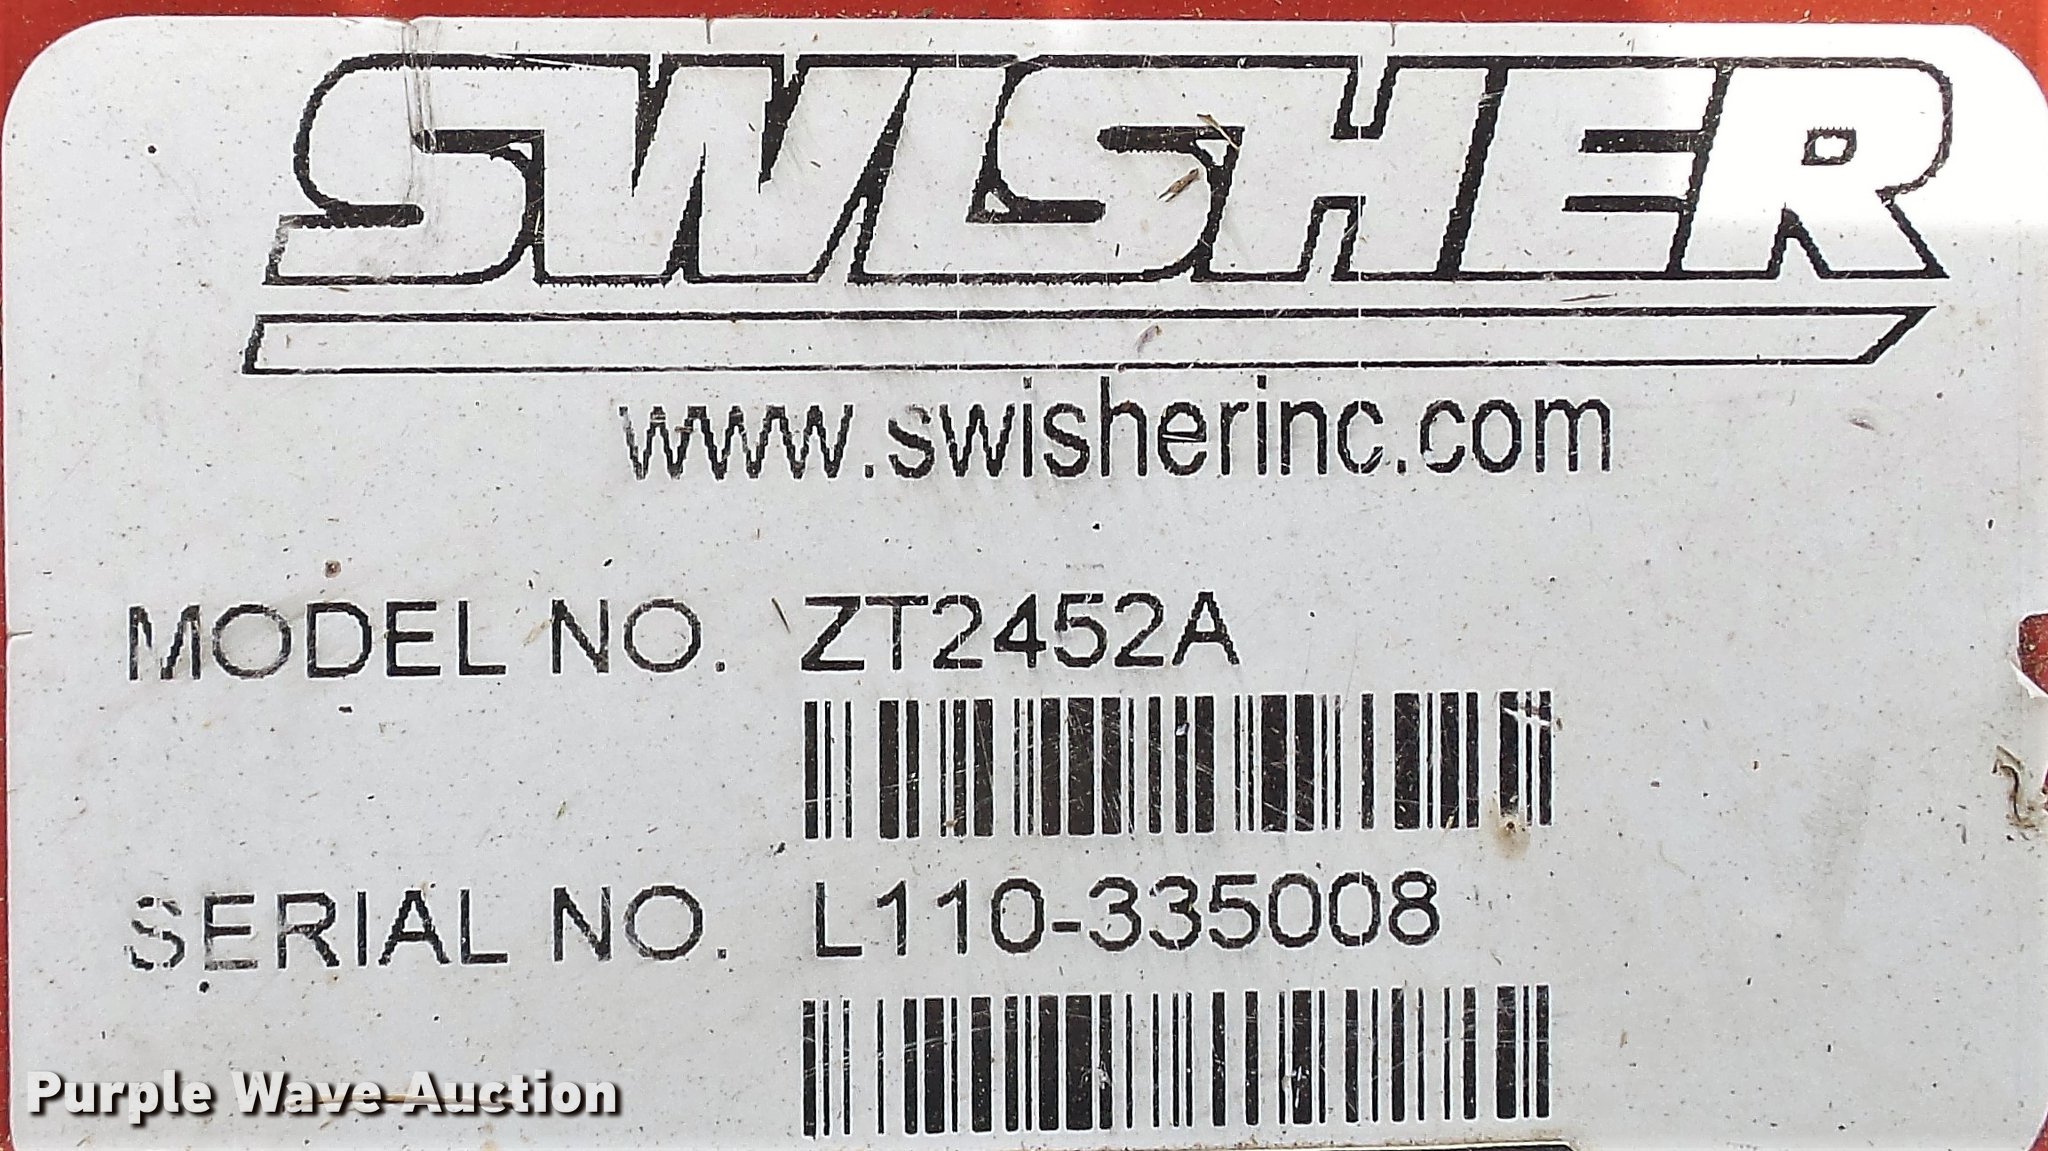 SWISHER
www.swisherinc.com
MODEL NO. ZT2452A
SERIAL NO. L110-335008
Purple Wave Auction